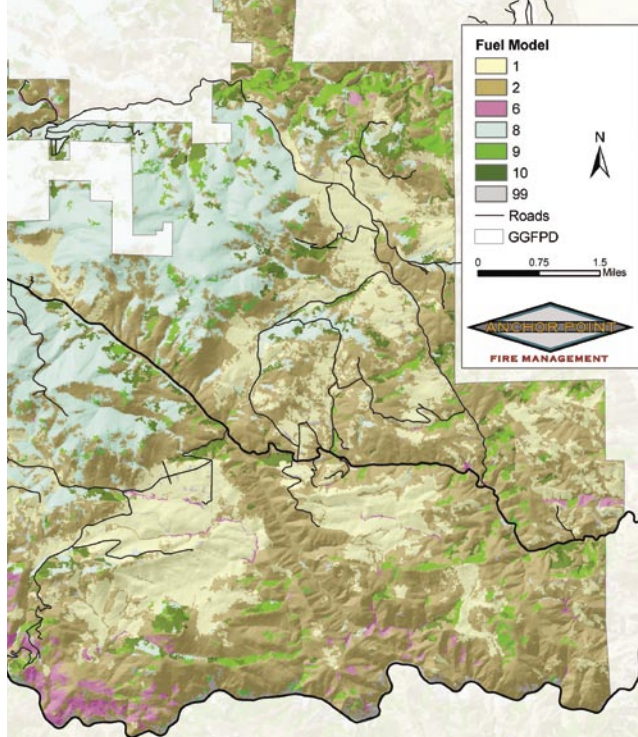 Fuel Model
1
2
6
8
9
10
99
Roads
GGFPD
N
0 0.75 1.5
Miles
ANCHOR POINT
FIRE MANAGEMENT